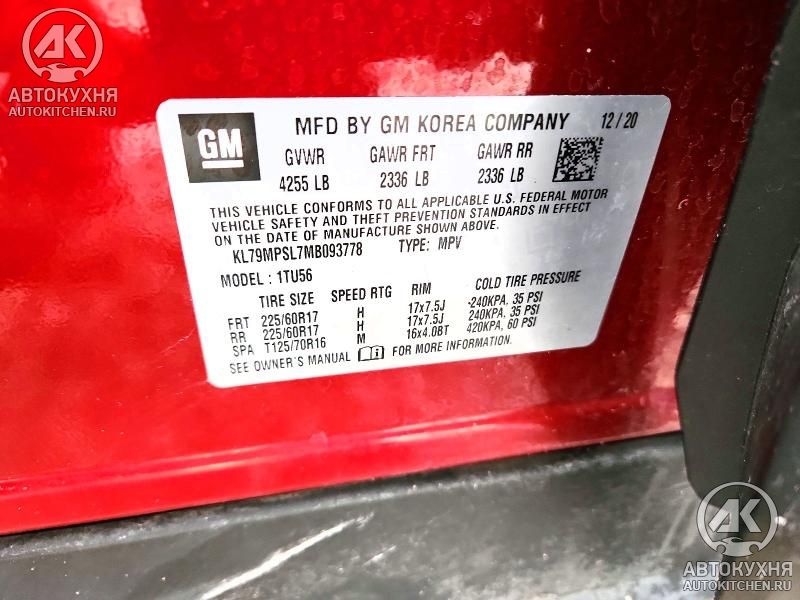 АВТОКУХНЯ
AUTOKITCHEN.RU
GM
MFD BY GM KOREA COMPANY 12/20
GVWR GAWR FRT GAWR RR
4255 LB 2336 LB 2336 LB
THIS VEHICLE CONFORMS TO ALL APPLICABLE U.S. FEDERAL MOTOR
VEHICLE SAFETY AND THEFT PREVENTION STANDARDS IN EFFECT
ON THE DATE OF MANUFACTURE SHOWN ABOVE.
KL79MPSL7MB093778 TYPE: MPV
MODEL : 1TU56
TIRE SIZE SPEED RTG RIM COLD TIRE PRESSURE
FRT 225/60R17 H 17x7.5J 240KPA, 35 PSI
RR 225/60R17 H 17x7.5J 240KPA, 35 PSI
SPA T125/70R16 M 16x4.0BT 420KPA, 60 PSI
SEE OWNER'S MANUAL FOR MORE INFORMATION
АВТОКУХНЯ
AUTOKITCHEN.RU